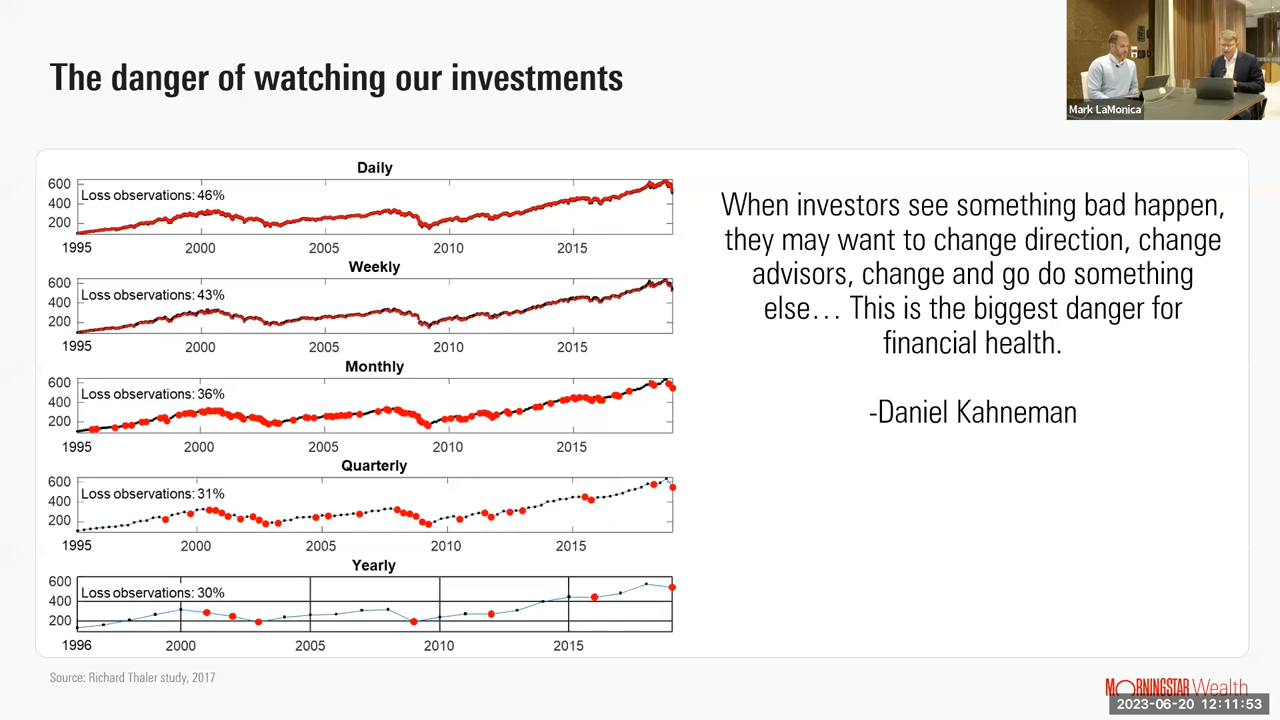 The danger of watching our investments
Mark LaMonica
Daily
Loss observations: 46%
600
400
200
1995 2000 2005 2010 2015
Weekly
Loss observations: 43%
600
400
200
1995 2000 2005 2010 2015
Monthly
Loss observations: 36%
600
400
200
1995 2000 2005 2010 2015
Quarterly
Loss observations: 31%
600
400
200
1995 2000 2005 2010 2015
Yearly
Loss observations: 30%
600
400
200
1996 2000 2005 2010 2015
When investors see something bad happen,
they may want to change direction, change
advisors, change and go do something
else… This is the biggest danger for
financial health.
-Daniel Kahneman
Source: Richard Thaler study, 2017
MORNINGSTAR Wealth
2023-06-20 12:11:53